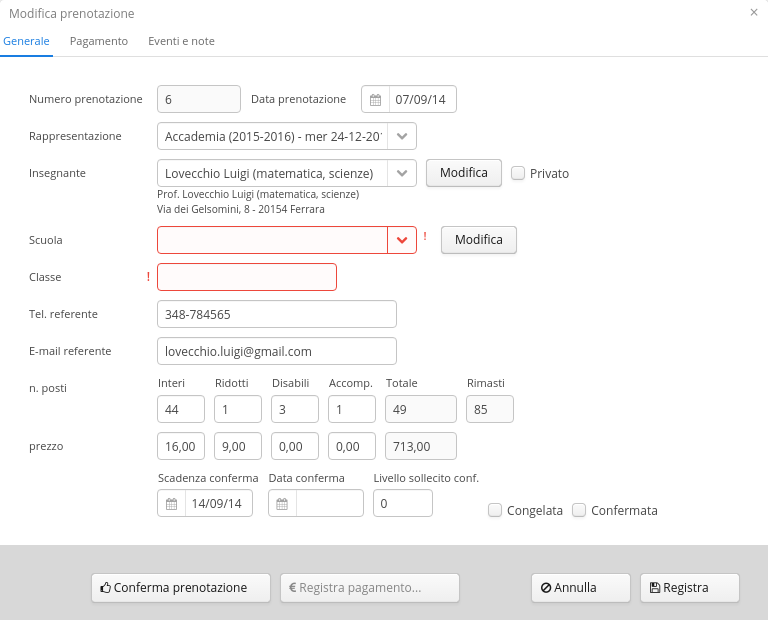 Modifica prenotazione ×
Generale Pagamento Eventi e note
Numero prenotazione 6 Data prenotazione 07/09/14
Rappresentazione Accademia (2015-2016) - mer 24-12-20
Insegnante Lovecchio Luigi (matematica, scienze) Modifica Privato
Prof. Lovecchio Luigi (matematica, scienze)
Via dei Gelsomini, 8 - 20154 Ferrara
Scuola ! Modifica
Classe !
Tel. referente 348-784565
E-mail referente lovecchio.luigi@gmail.com
Interi Ridotti Disabili Accomp. Totale Rimasti
n. posti 44 1 3 1 49 85
prezzo 16,00 9,00 0,00 0,00 713,00
Scadenza conferma Data conferma Livello sollecito conf.
14/09/14 0 Congelata Confermata
Conferma prenotazione € Registra pagamento... Annulla Registra